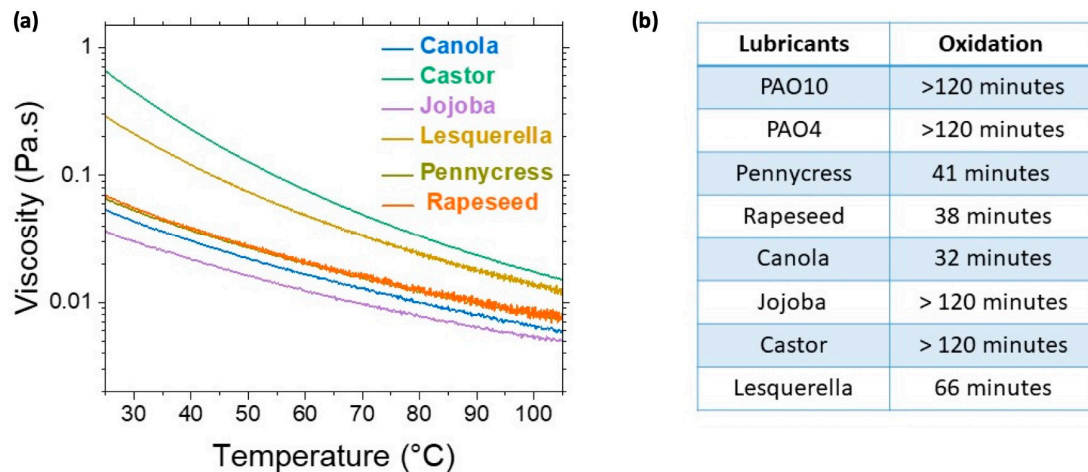 (a)
1
0.1
0.01
Viscosity (Pa.s)
Canola
Castor
Jojoba
Lesquerella
Pennycress
Rapeseed
30 40 50 60 70 80 90 100
Temperature (°C)
(b)
Lubricants Oxidation
PAO10 >120 minutes
PAO4 >120 minutes
Pennycress 41 minutes
Rapeseed 38 minutes
Canola 32 minutes
Jojoba > 120 minutes
Castor > 120 minutes
Lesquerella 66 minutes